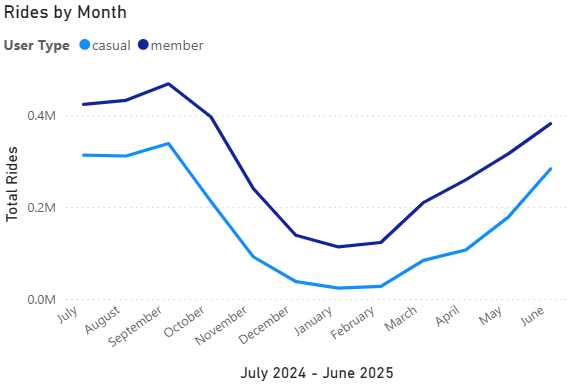 Rides by Month
User Type casual member
Total Rides
0.4M
0.2M
0.0M
July August September October November December January February March April May June
July 2024 - June 2025